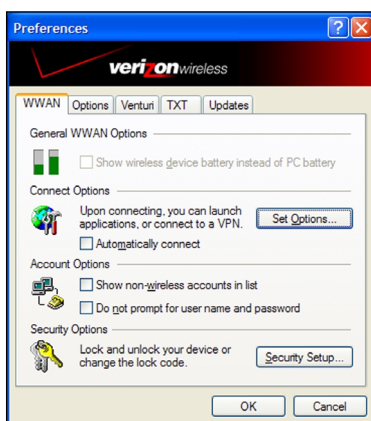 Preferences
verizonwireless
WWAN Options Venturi TXT Updates
General WWAN Options
Show wireless device battery instead of PC battery
Connect Options
Upon connecting, you can launch
applications, or connect to a VPN.
Set Options...
Automatically connect
Account Options
Show non-wireless accounts in list
Do not prompt for user name and password
Security Options
Lock and unlock your device or
change the lock code.
Security Setup...
OK Cancel